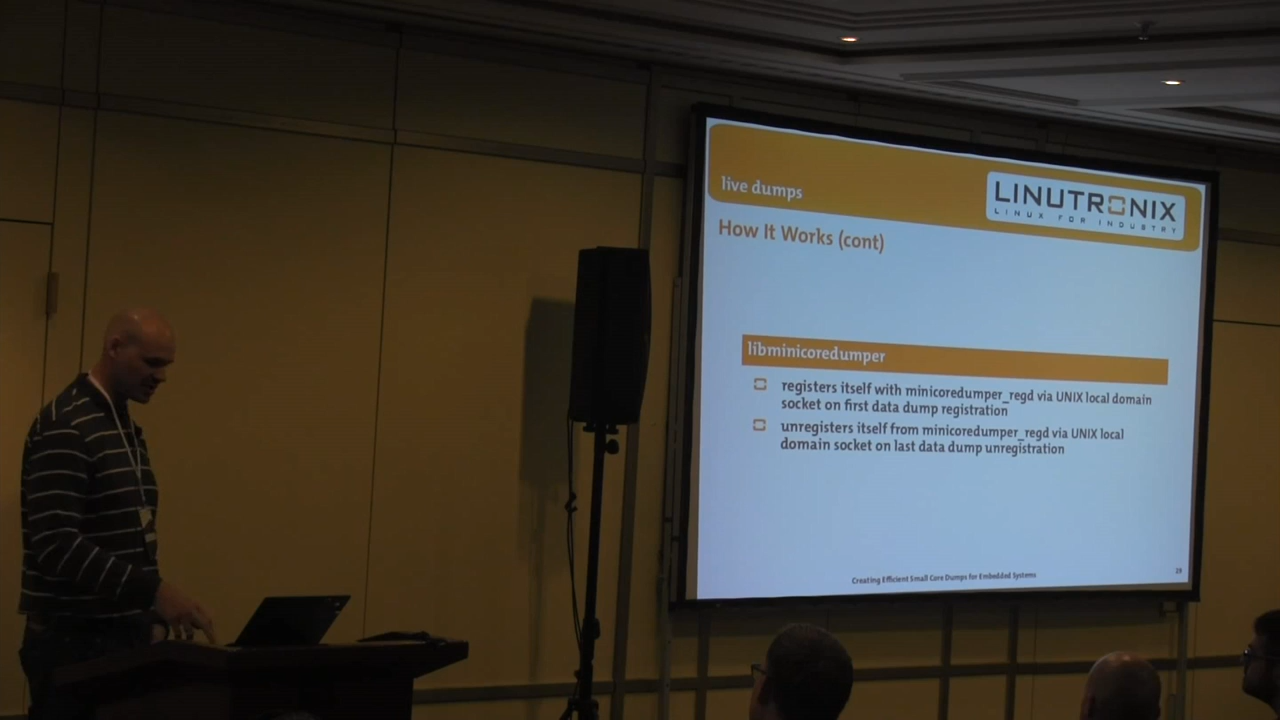 live dumps
LINUTRONIX
LINUX FOR INDUSTRY
How It Works (cont)
libminicoredumper
registers itself with minicoredumper_regd via UNIX local domain
socket on first data dump registration
unregisters itself from minicoredumper_regd via UNIX local
domain socket on last data dump unregistration
Creating Efficient Small Core Dumps for Embedded Systems